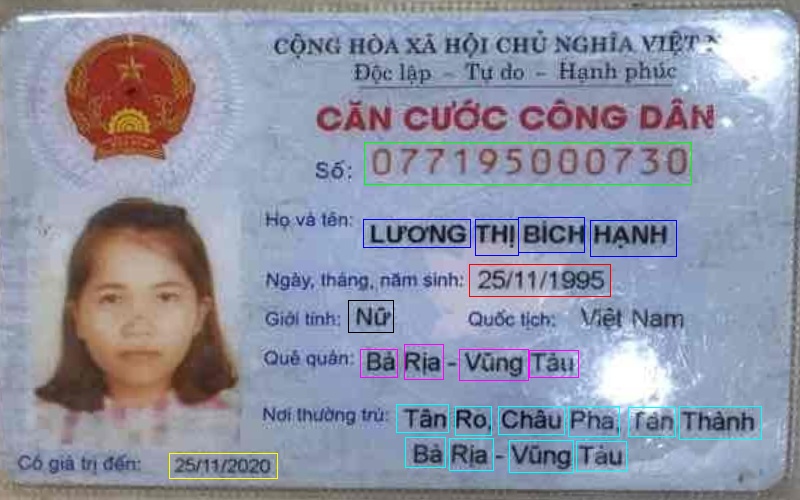 CỘNG HÒA XÃ HỘI CHỦ NGHĨA VIỆT N
Độc lập - Tự do - Hạnh phúc
CĂN CƯỚC CÔNG DÂN
Số: 077195000730
Họ và tên: LƯƠNG THỊ BÍCH HẠNH
Ngày, tháng, năm sinh: 25/11/1995
Giới tính: Nữ Quốc tịch: Việt Nam
Quê quán: Bà Rịa - Vũng Tàu
Nơi thường trú: Tân Ro, Châu Pha, Tân Thành
Bà Rịa - Vũng Tàu
Có giá trị đến: 25/11/2020